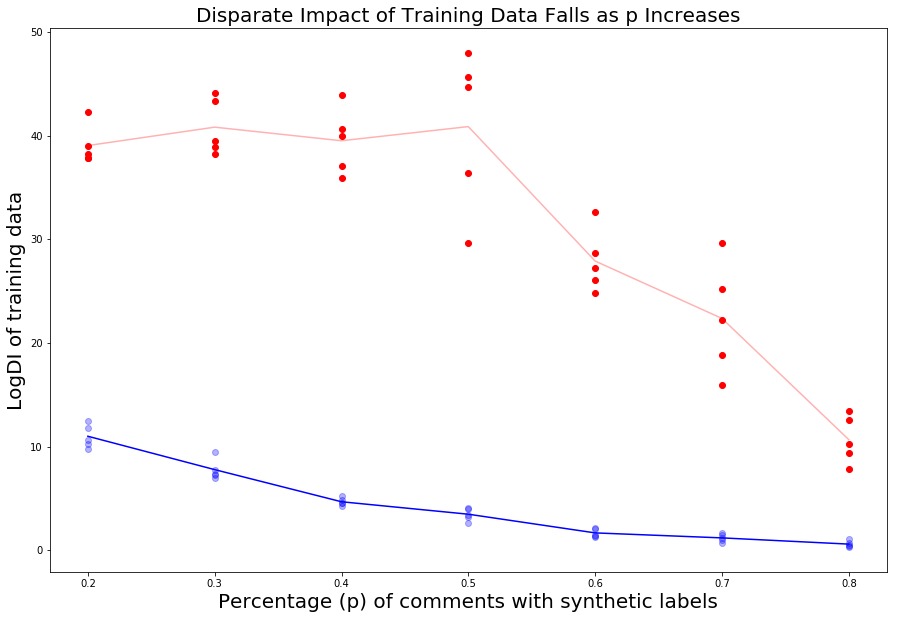 Disparate Impact of Training Data Falls as p Increases
LogDI of training data
50
40
30
20
10
0
0.2 0.3 0.4 0.5 0.6 0.7 0.8
Percentage (p) of comments with synthetic labels